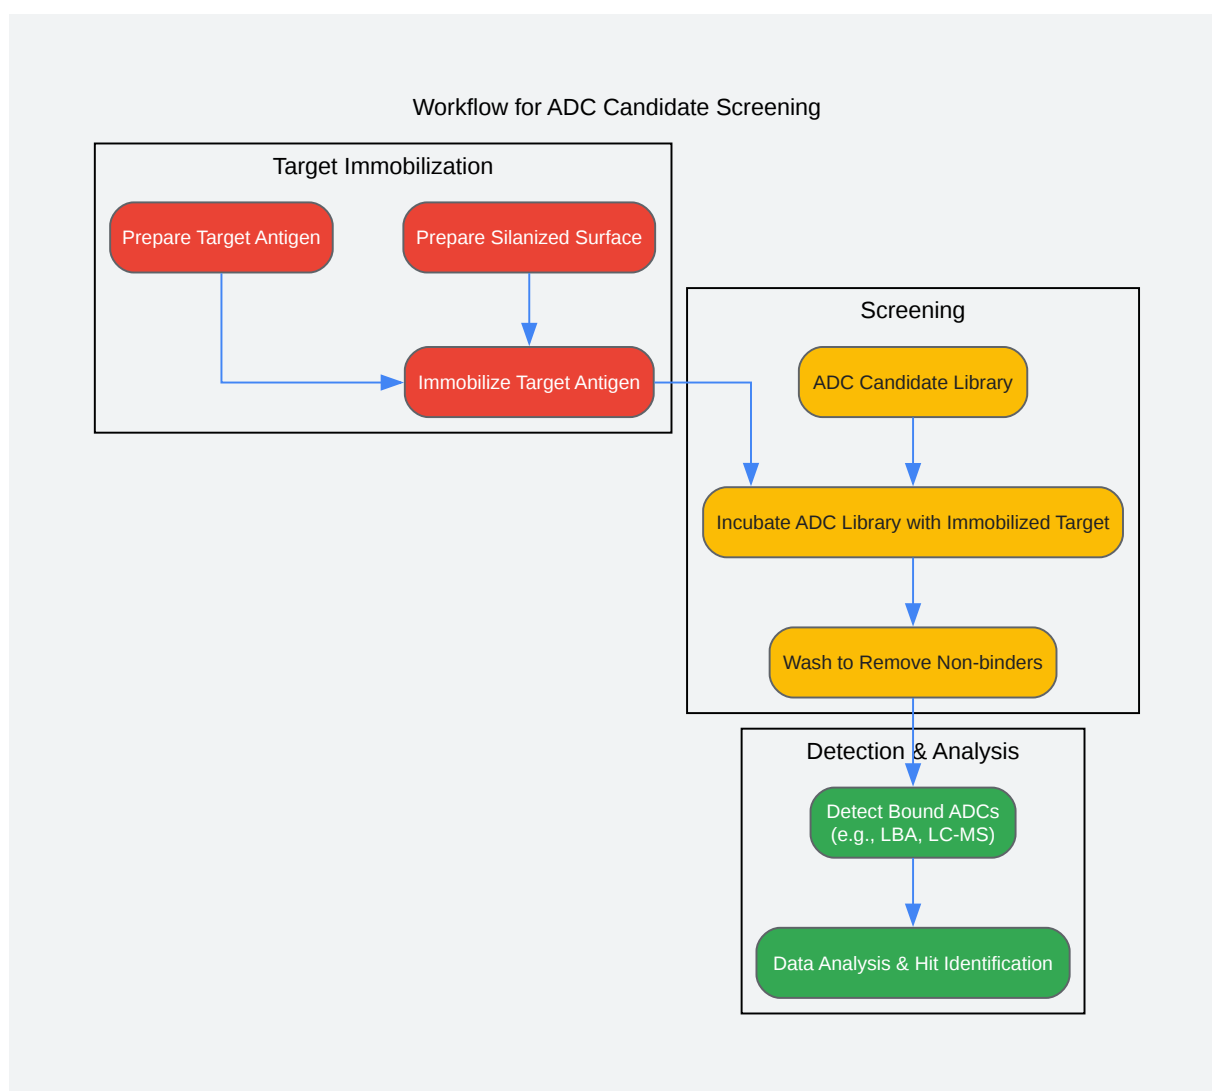 Workflow for ADC Candidate Screening
Target Immobilization
Prepare Target Antigen
Prepare Silanized Surface
Immobilize Target Antigen
Screening
ADC Candidate Library
Incubate ADC Library with Immobilized Target
Wash to Remove Non-binders
Detection & Analysis
Detect Bound ADCs
(e.g., LBA, LC-MS)
Data Analysis & Hit Identification